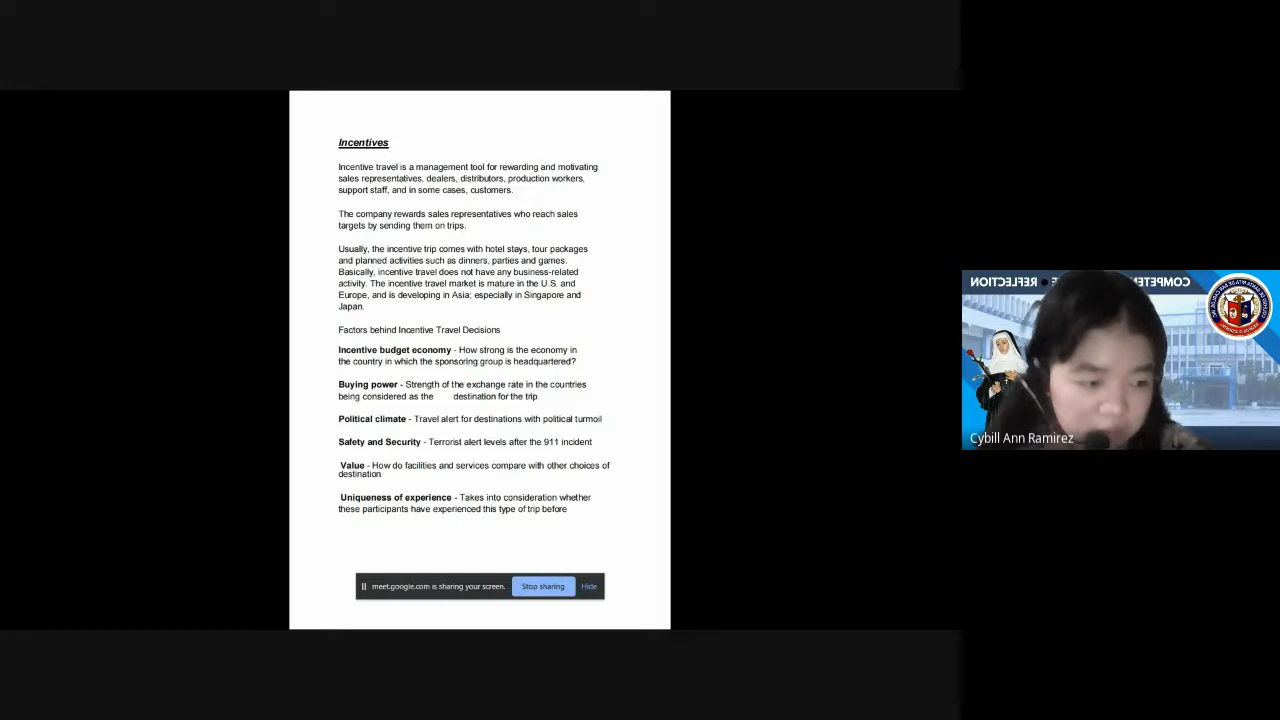 Incentives
Incentive travel is a management tool for rewarding and motivating
sales representatives, dealers, distributors, production workers,
support staff, and in some cases, customers.
The company rewards sales representatives who reach sales
targets by sending them on trips.
Usually, the incentive trip comes with hotel stays, tour packages
and planned activities such as dinners, parties and games.
Basically, incentive travel does not have any business-related
activity. The incentive travel market is mature in the U.S. and
Europe, and is developing in Asia; especially in Singapore and
Japan.
Factors behind Incentive Travel Decisions
Incentive budget economy - How strong is the economy in
the country in which the sponsoring group is headquartered?
Buying power - Strength of the exchange rate in the countries
being considered as the destination for the trip
Political climate - Travel alert for destinations with political turmoil
Safety and Security - Terrorist alert levels after the 911 incident
Value - How do facilities and services compare with other choices of
destination
Uniqueness of experience - Takes into consideration whether
these participants have experienced this type of trip before
meet.google.com is sharing your screen. Stop sharing Hide
REFLECTION
Cybill Ann Ramirez